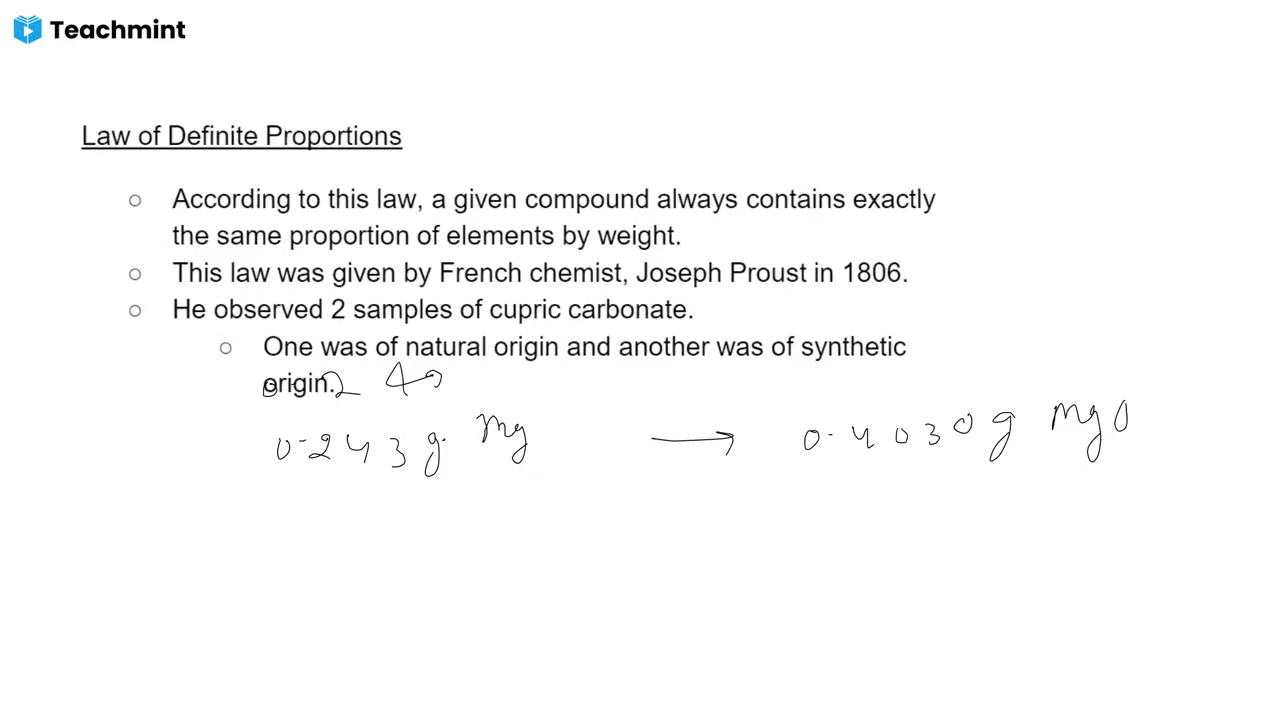 Teachmint
Law of Definite Proportions
○ According to this law, a given compound always contains exactly
the same proportion of elements by weight.
○ This law was given by French chemist, Joseph Proust in 1806.
○ He observed 2 samples of cupric carbonate.
○ One was of natural origin and another was of synthetic
origin.
0.243 g Mg → 0.4030 g MgO